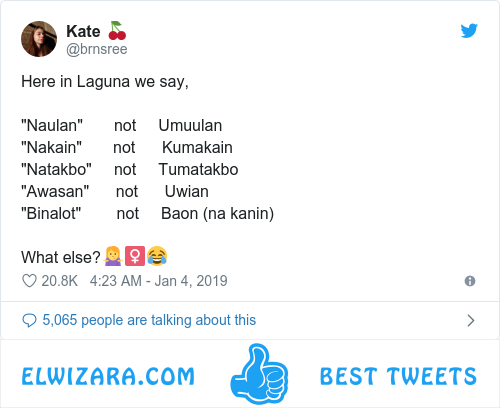 Kate 🍒
@brnsree
Here in Laguna we say,
"Naulan" not Umuulan
"Nakain" not Kumakain
"Natakbo" not Tumatakbo
"Awasan" not Uwian
"Binalot" not Baon (na kanin)
What else? 🤷🏼♀️😂
20.8K 4:23 AM - Jan 4, 2019
5,065 people are talking about this
ELWIZARA.COM BEST TWEETS